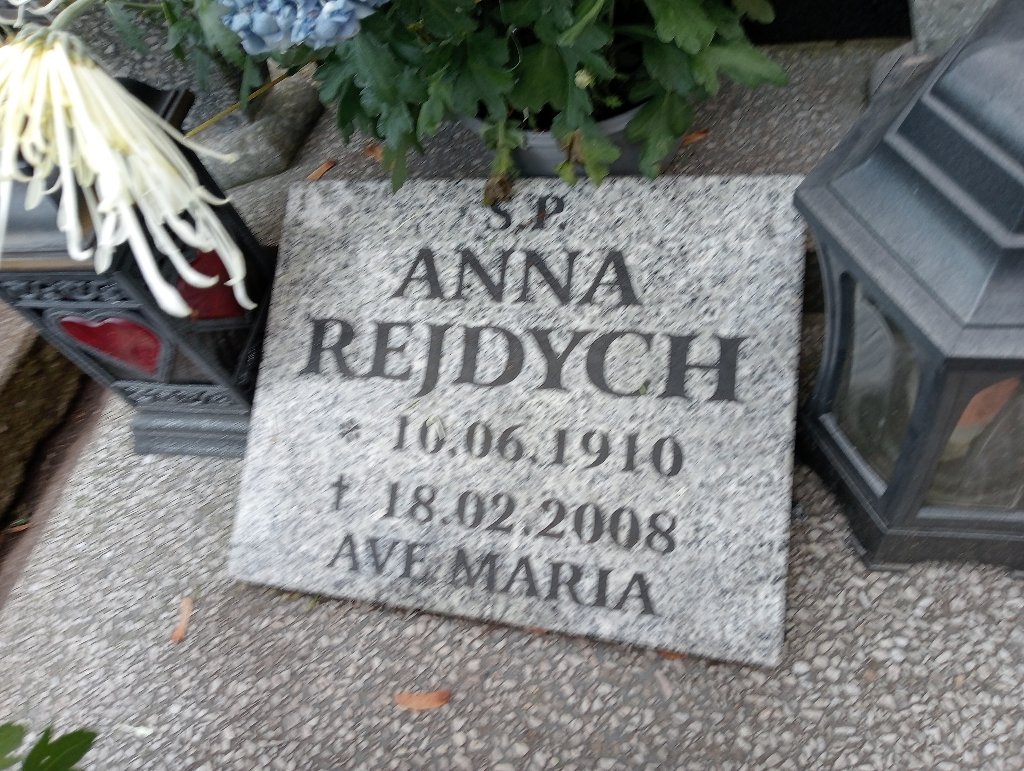 Ś.P.
ANNA
REJDYCH
* 10.06.1910
† 18.02.2008
AVE MARIA